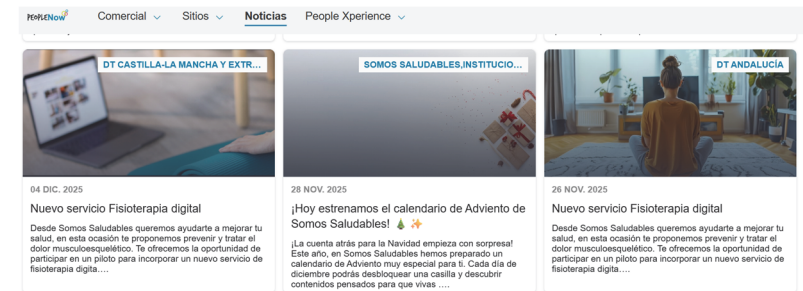 PEOPLENow
Comercial
Sitios
Noticias
People Xperience
DT CASTILLA-LA MANCHA Y EXTR...
04 DIC. 2025
Nuevo servicio Fisioterapia digital
Desde Somos Saludables queremos ayudarte a mejorar tu
salud, en esta ocasión te proponemos prevenir y tratar el
dolor musculoesquelético. Te ofrecemos la oportunidad de
participar en un piloto para incorporar un nuevo servicio de
fisioterapia digita….
SOMOS SALUDABLES,INSTITUCIO...
28 NOV. 2025
¡Hoy estrenamos el calendario de Adviento de
Somos Saludables! 🎄 ✨
¡La cuenta atrás para la Navidad empieza con sorpresa!
Este año, en Somos Saludables hemos preparado un
calendario de Adviento muy especial para ti. Cada día de
diciembre podrás desbloquear una casilla y descubrir
contenidos pensados para que vivas ….
DT ANDALUCÍA
26 NOV. 2025
Nuevo servicio Fisioterapia digital
Desde Somos Saludables queremos ayudarte a mejorar tu
salud, en esta ocasión te proponemos prevenir y tratar el
dolor musculoesquelético. Te ofrecemos la oportunidad de
participar en un piloto para incorporar un nuevo servicio de
fisioterapia digita….